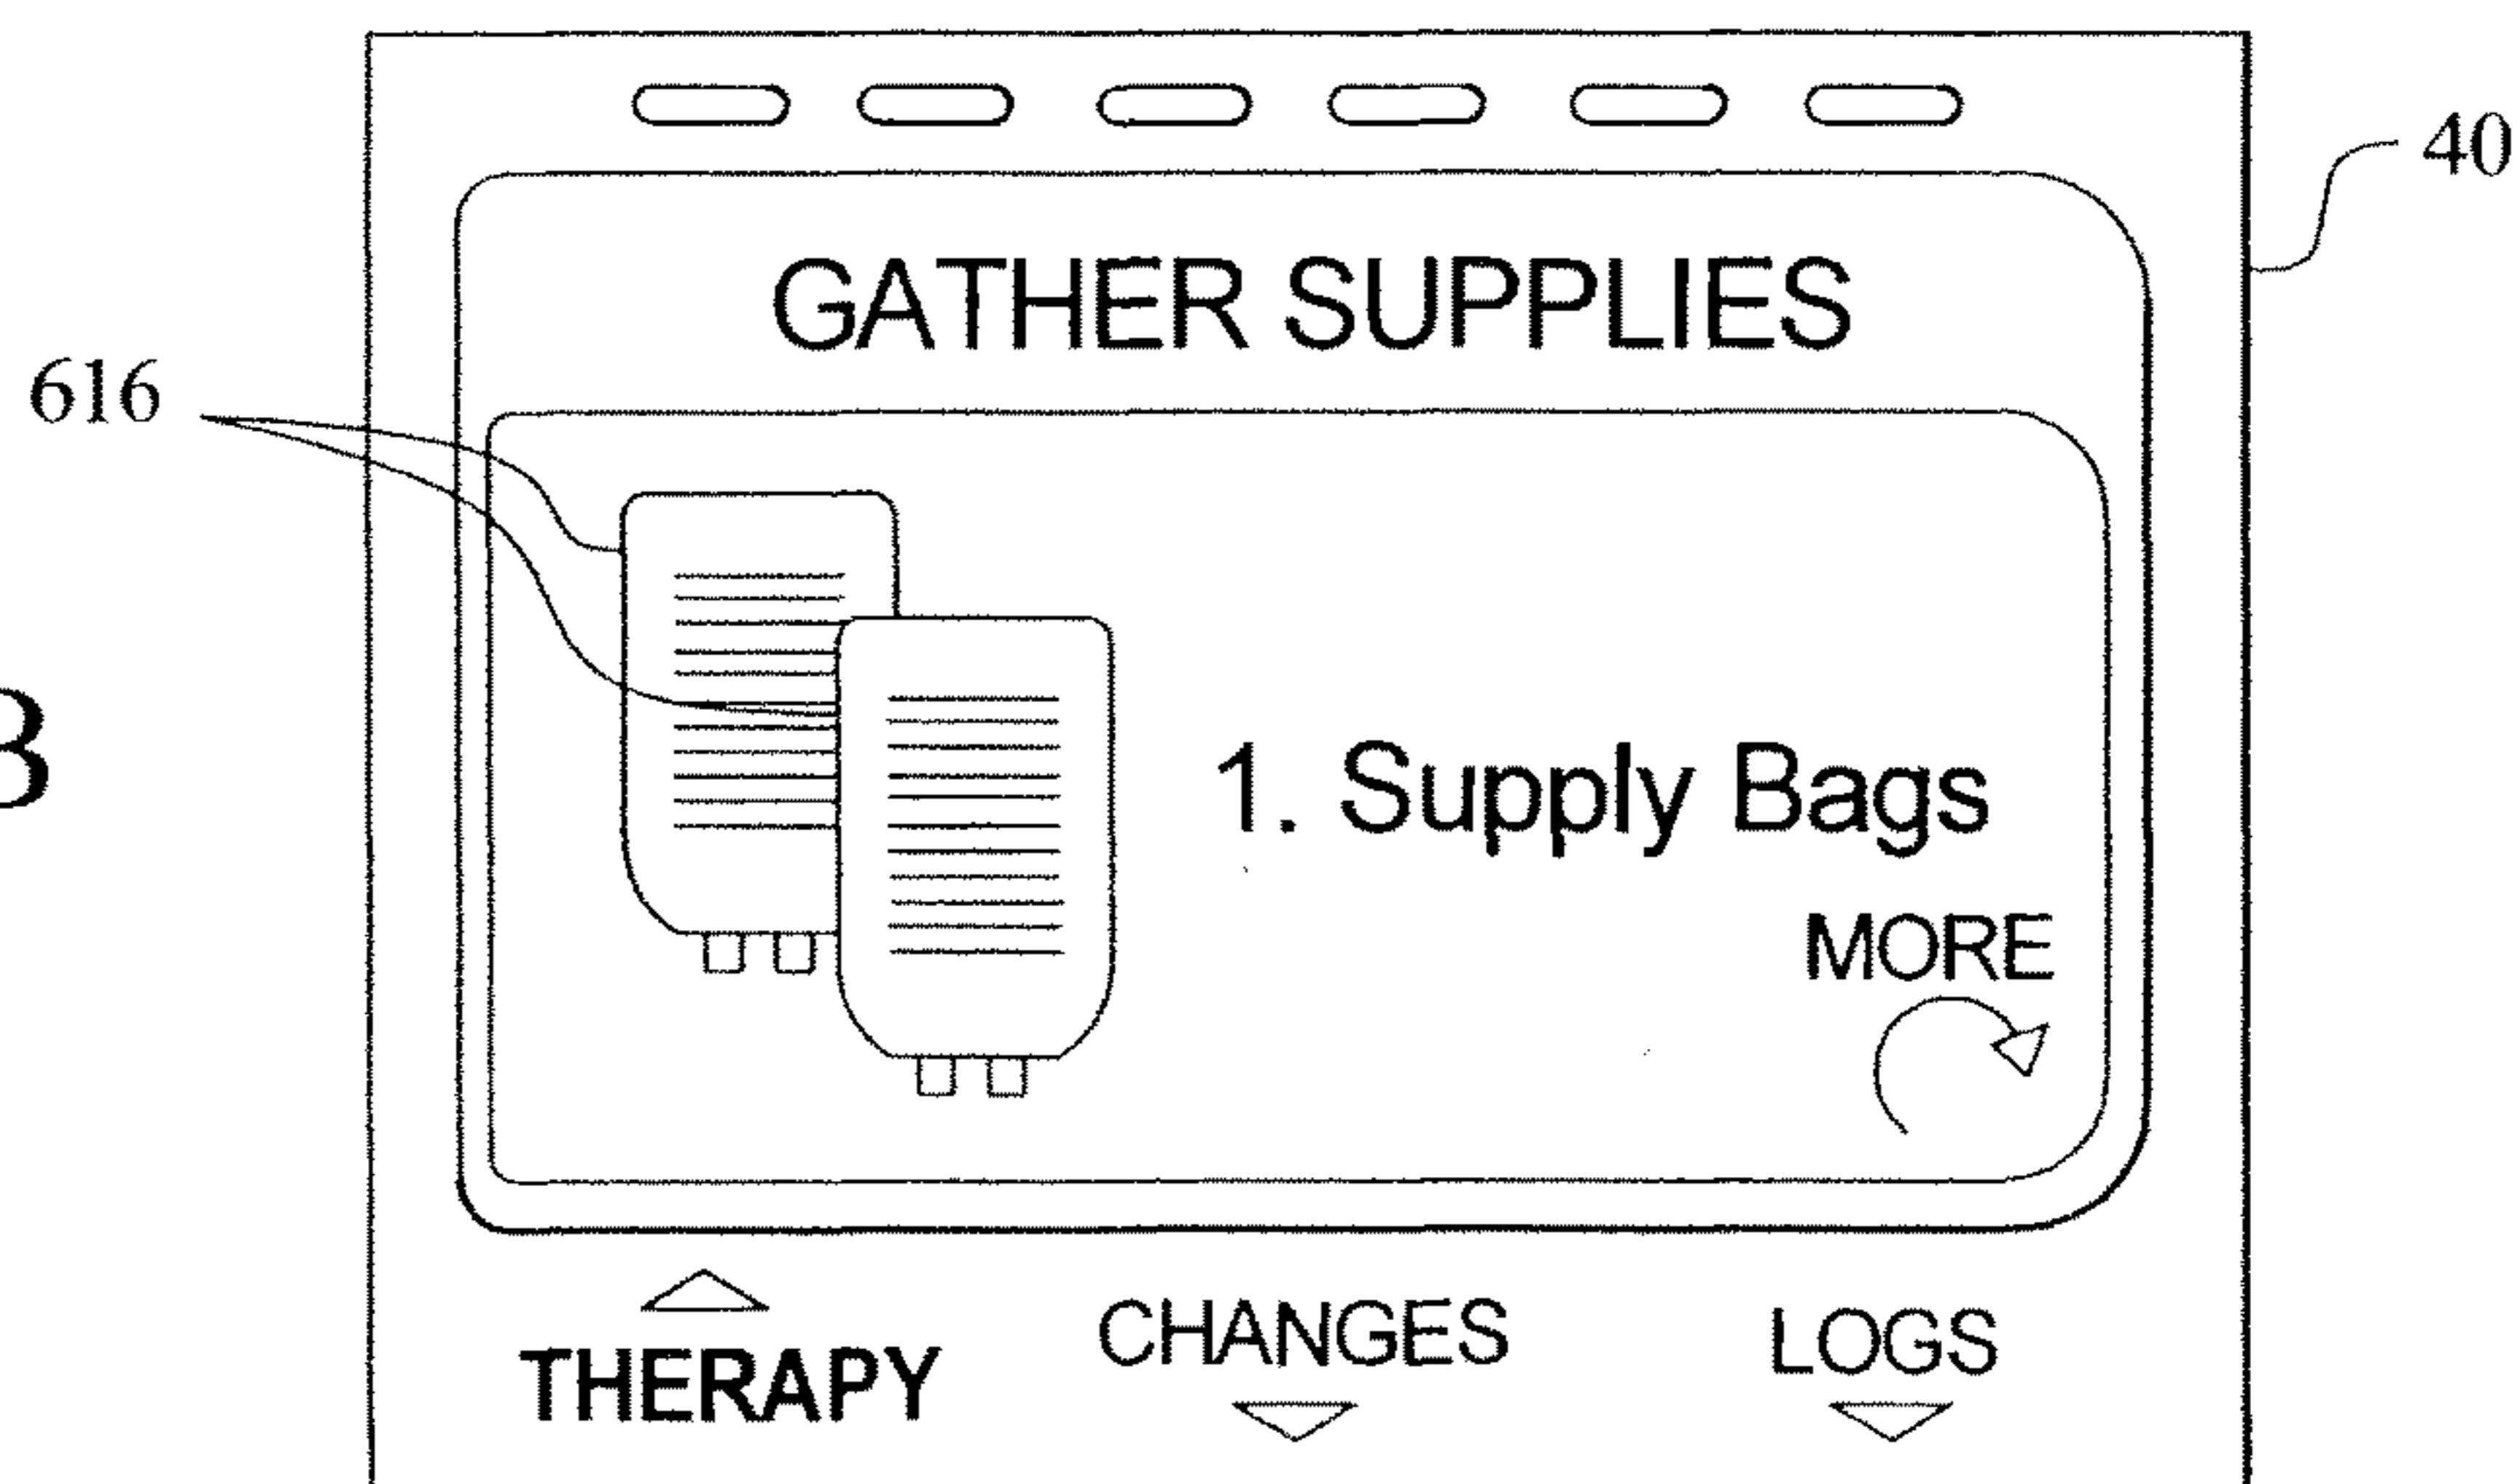 40
GATHER SUPPLIES
616
1. Supply Bags
MORE
THERAPY
CHANGES
LOGS